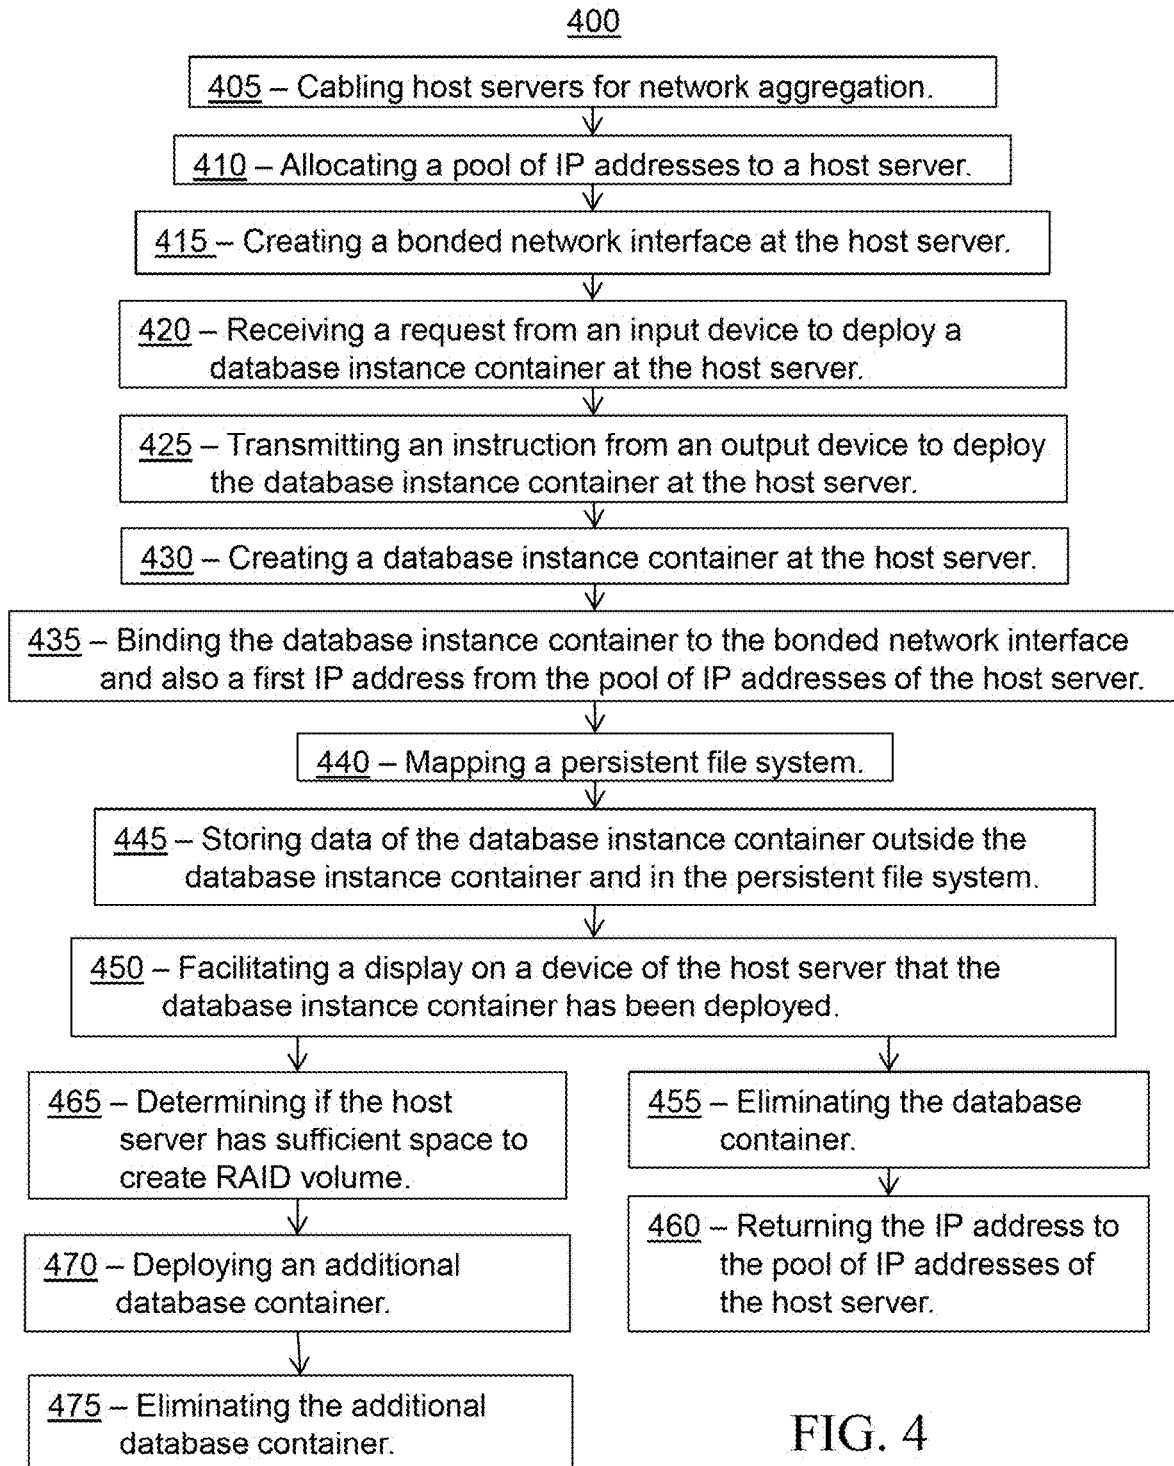 400
405 – Cabling host servers for network aggregation.
410 – Allocating a pool of IP addresses to a host server.
415 – Creating a bonded network interface at the host server.
420 – Receiving a request from an input device to deploy a
database instance container at the host server.
425 – Transmitting an instruction from an output device to deploy
the database instance container at the host server.
430 – Creating a database instance container at the host server.
435 – Binding the database instance container to the bonded network interface
and also a first IP address from the pool of IP addresses of the host server.
440 – Mapping a persistent file system.
445 – Storing data of the database instance container outside the
database instance container and in the persistent file system.
450 – Facilitating a display on a device of the host server that the
database instance container has been deployed.
465 – Determining if the host
server has sufficient space to
create RAID volume.
470 – Deploying an additional
database container.
475 – Eliminating the additional
database container.
455 – Eliminating the database
container.
460 – Returning the IP address to
the pool of IP addresses of
the host server.
FIG. 4